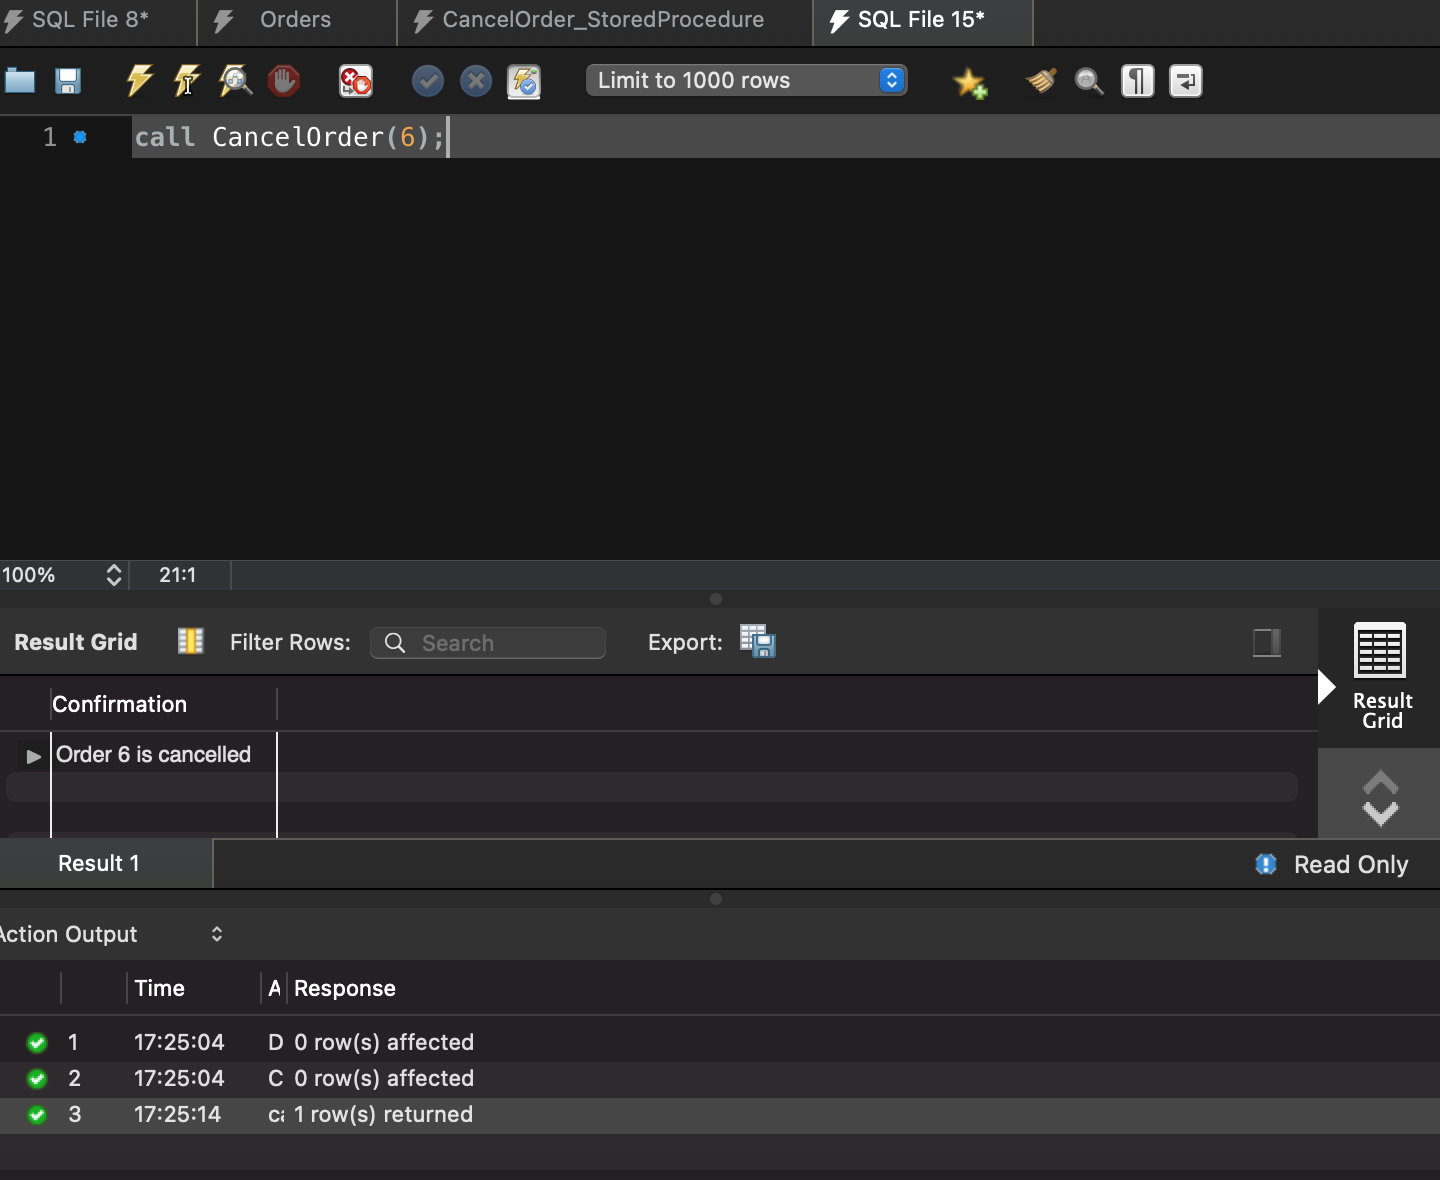 SQL File 8* Orders CancelOrder_StoredProcedure SQL File 15*
Limit to 1000 rows
1 call CancelOrder(6);
100% 21:1
Result Grid Filter Rows: Search Export:
Result
Grid
Confirmation
Order 6 is cancelled
Result 1 Read Only
Action Output
Time A Response
1 17:25:04 D 0 row(s) affected
2 17:25:04 C 0 row(s) affected
3 17:25:14 ca 1 row(s) returned